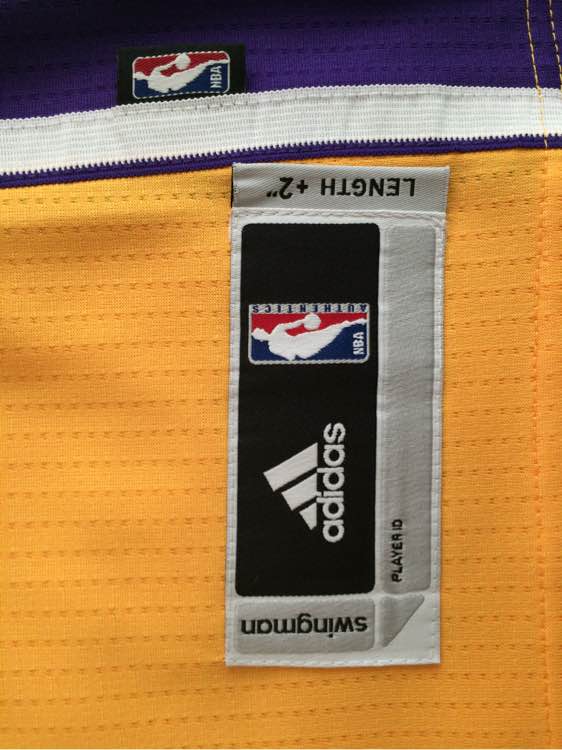 NBA
LENGTH +2"
AUTHENTICS
NBA
adidas
PLAYER ID
swingman